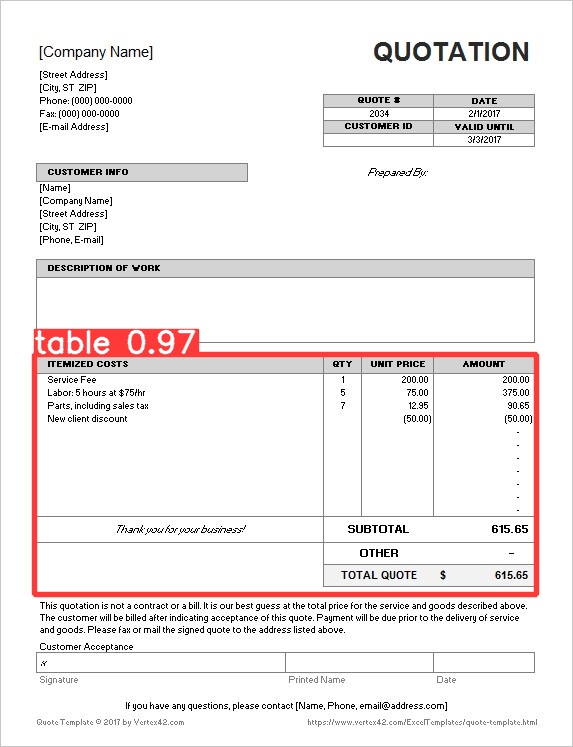 [Company Name] QUOTATION
[Street Address]
[City, ST ZIP]
Phone: (000) 000-0000
Fax: (000) 000-0000
[E-mail Address]
QUOTE # DATE
2034 2/1/2017
CUSTOMER ID VALID UNTIL
3/3/2017
CUSTOMER INFO
Prepared By:
[Name]
[Company Name]
[Street Address]
[City, ST ZIP]
[Phone, E-mail]
DESCRIPTION OF WORK
table 0.97
ITEMIZED COSTS QTY UNIT PRICE AMOUNT
Service Fee 1 200.00 200.00
Labor: 5 hours at $75/hr 5 75.00 375.00
Parts, including sales tax 7 12.95 90.65
New client discount (50.00) (50.00)
-
-
-
-
-
-
-
Thank you for your business! SUBTOTAL 615.65
OTHER -
TOTAL QUOTE $ 615.65
This quotation is not a contract or a bill. It is our best guess at the total price for the service and goods described above.
The customer will be billed after indicating acceptance of this quote. Payment will be due prior to the delivery of service
and goods. Please fax or mail the signed quote to the address listed above.
Customer Acceptance
x
Signature Printed Name Date
If you have any questions, please contact [Name, Phone, email@address.com]
Quote Template © 2017 by Vertex42.com https://www.vertex42.com/ExcelTemplates/quote-template.html